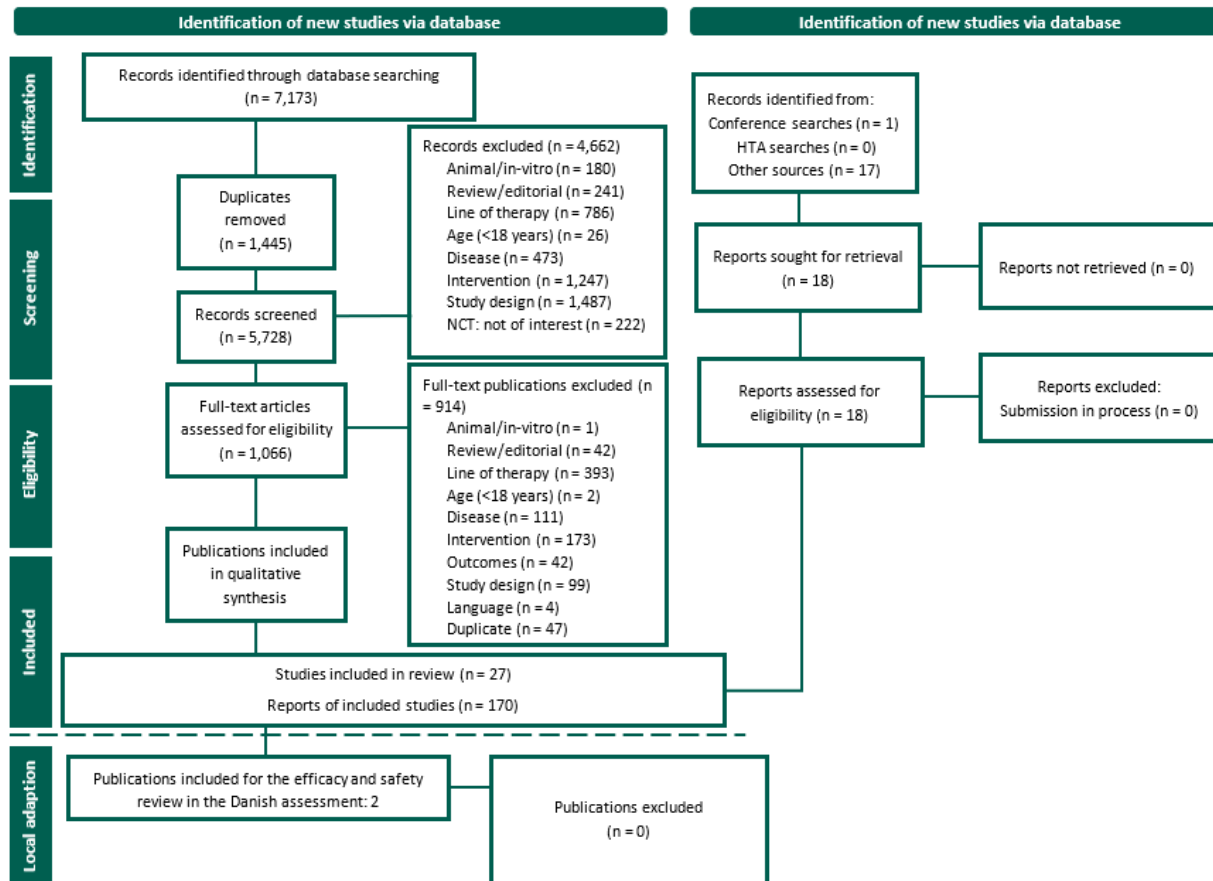 Identification of new studies via database
Identification of new studies via database
Identification
Records identified through database searching
(n = 7,173)
Records excluded (n = 4,662)
Animal/in-vitro (n = 180)
Review/editorial (n = 241)
Line of therapy (n = 786)
Age (<18 years) (n = 26)
Disease (n = 473)
Intervention (n = 1,247)
Study design (n = 1,487)
NCT: not of interest (n = 222)
Records identified from:
Conference searches (n = 1)
HTA searches (n = 0)
Other sources (n = 17)
Screening
Duplicates
removed
(n = 1,445)
Records screened
(n = 5,728)
Reports sought for retrieval
(n = 18)
Reports not retrieved (n = 0)
Eligibility
Full-text articles
assessed for eligibility
(n = 1,066)
Full-text publications excluded (n
= 914)
Animal/in-vitro (n = 1)
Review/editorial (n = 42)
Line of therapy (n = 393)
Age (<18 years) (n = 2)
Disease (n = 111)
Intervention (n = 173)
Outcomes (n = 42)
Study design (n = 99)
Language (n = 4)
Duplicate (n = 47)
Reports assessed for
eligibility (n = 18)
Reports excluded:
Submission in process (n = 0)
Publications included
in qualitative
synthesis
Included
Studies included in review (n = 27)
Reports of included studies (n = 170)
Local adaption
Publications included for the efficacy and safety
review in the Danish assessment: 2
Publications excluded
(n = 0)